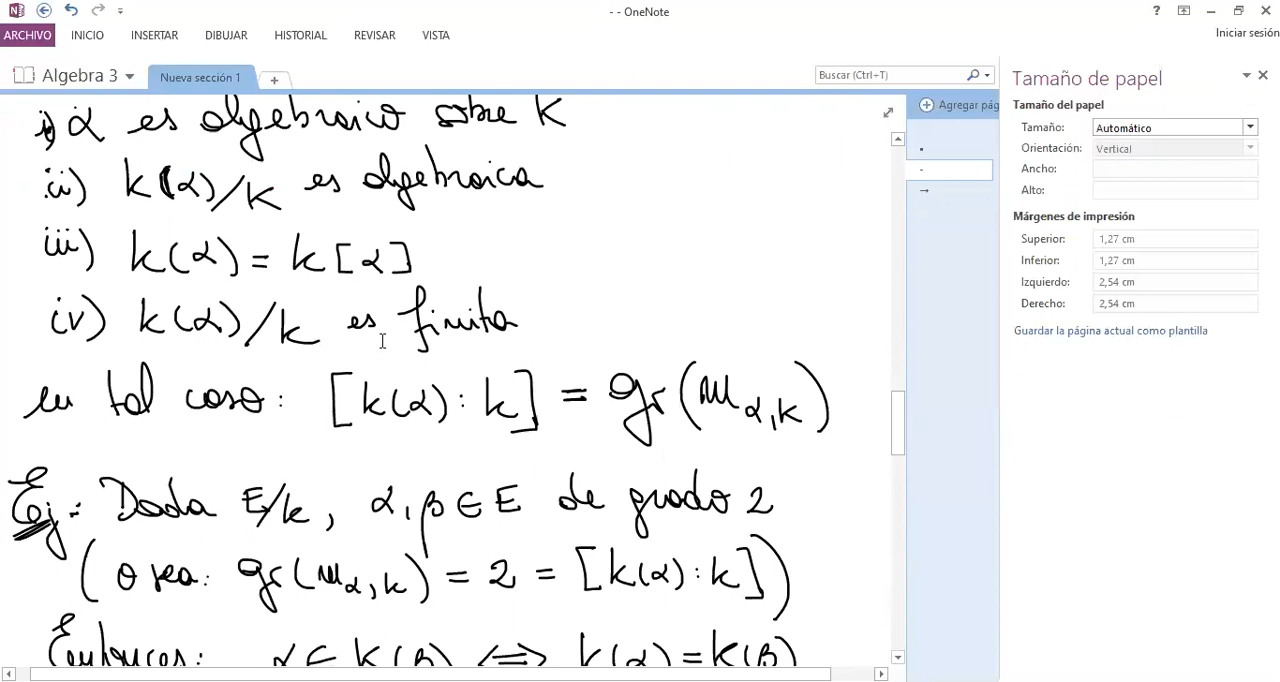 - - OneNote
ARCHIVO INICIO INSERTAR DIBUJAR HISTORIAL REVISAR VISTA
Iniciar sesión
Algebra 3
Nueva sección 1
+
Buscar (Ctrl+T)
Agregar pág
i) α es algebraico sobre k
ii) k(α)/k es algebraica
iii) k(α) = k[α]
iv) k(α)/k es finita
en tal caso: [k(α):k] = gr(m_{α,k})
Ej: Dada E/k, α, β ∈ E de grado 2
(o sea: gr(m_{α,k}) = 2 = [k(α):k])
Entonces: α ∈ k(β) ⟺ k(α) = k(β)
Tamaño de papel
Tamaño del papel
Tamaño: Automático
Orientación: Vertical
Ancho:
Alto:
Márgenes de impresión
Superior: 1,27 cm
Inferior: 1,27 cm
Izquierdo: 2,54 cm
Derecho: 2,54 cm
Guardar la página actual como plantilla